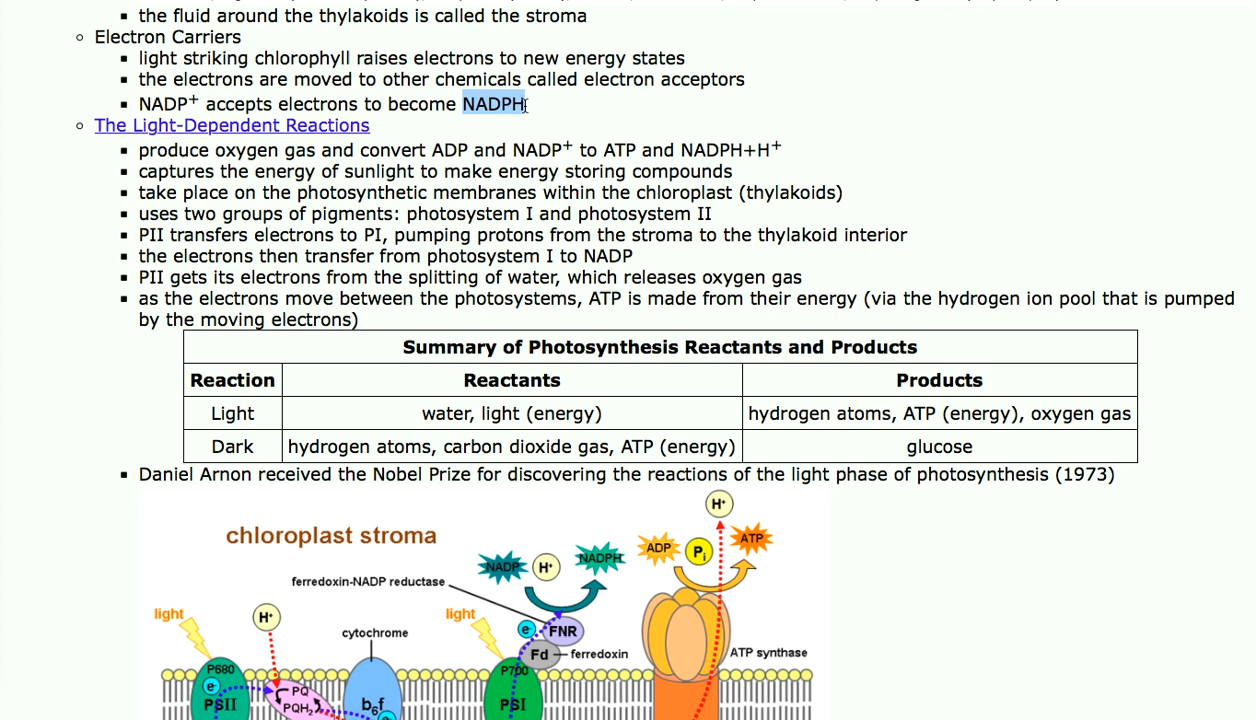 the fluid around the thylakoids is called the stroma
Electron Carriers
light striking chlorophyll raises electrons to new energy states
the electrons are moved to other chemicals called electron acceptors
NADP+ accepts electrons to become NADPH
The Light-Dependent Reactions
produce oxygen gas and convert ADP and NADP+ to ATP and NADPH+H+
captures the energy of sunlight to make energy storing compounds
take place on the photosynthetic membranes within the chloroplast (thylakoids)
uses two groups of pigments: photosystem I and photosystem II
PII transfers electrons to PI, pumping protons from the stroma to the thylakoid interior
the electrons then transfer from photosystem I to NADP
PII gets its electrons from the splitting of water, which releases oxygen gas
as the electrons move between the photosystems, ATP is made from their energy (via the hydrogen ion pool that is pumped
by the moving electrons)
Summary of Photosynthesis Reactants and Products
Reaction Reactants Products
Light water, light (energy) hydrogen atoms, ATP (energy), oxygen gas
Dark hydrogen atoms, carbon dioxide gas, ATP (energy) glucose
Daniel Arnon received the Nobel Prize for discovering the reactions of the light phase of photosynthesis (1973)
H+
chloroplast stroma
ATP
ADP
Pi
NADP
H+
NADPH
ferredoxin-NADP reductase
light
H+
light
cytochrome
e-
FNR
Fd
ferredoxin
ATP synthase
P680
P700
e-
PQ
PSII
PQH2
b6f
PSI